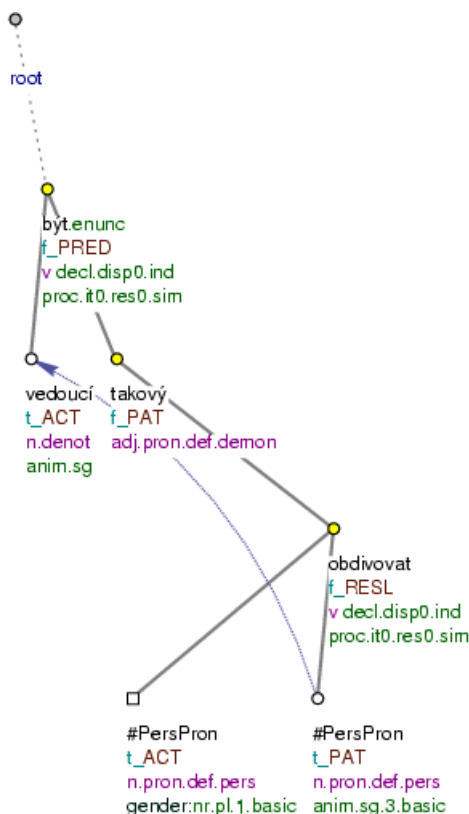 root
být.enunc
f_PRED
v decl.disp0.ind
proc.it0.res0.sim
vedoucí takový
t_ACT f_PAT
n.denot adj.pron.def.demon
anim.sg
obdivovat
f_RESL
v decl.disp0.ind
proc.it0.res0.sim
#PersPron #PersPron
t_ACT t_PAT
n.pron.def.pers n.pron.def.pers
gender:nr.pl.1.basic anim.sg.3.basic